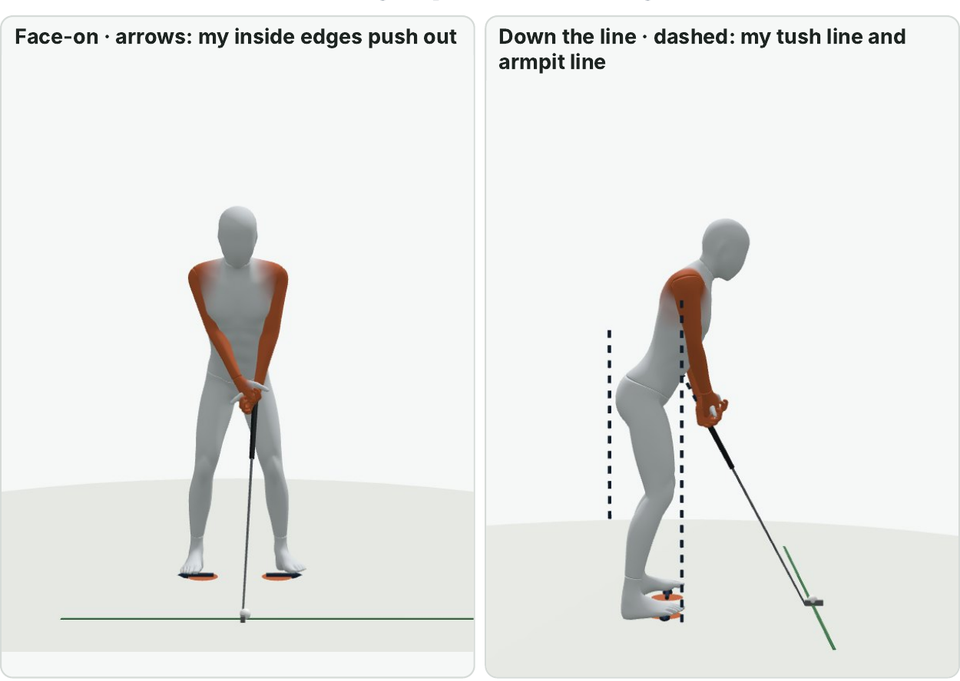 Face-on · arrows: my inside edges push out
Down the line · dashed: my tush line and
armpit line